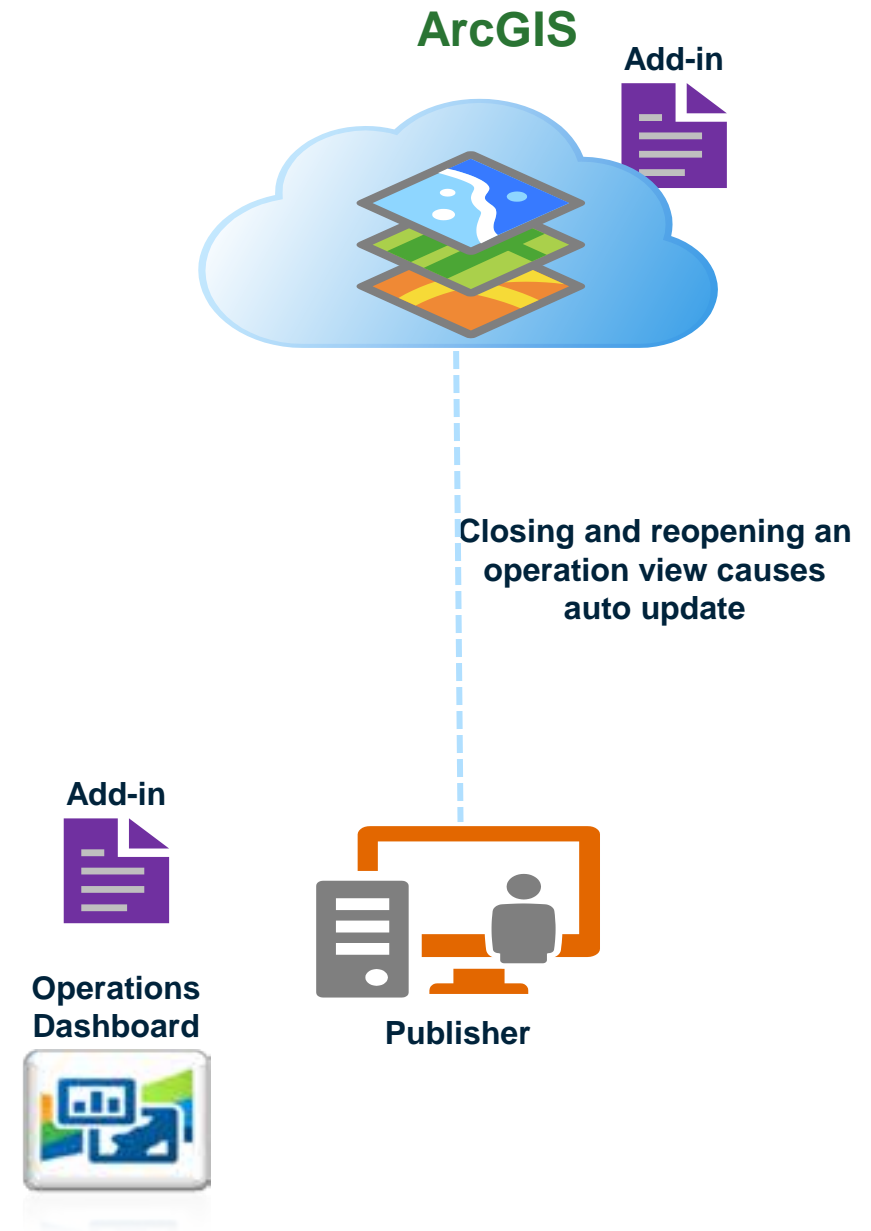 ArcGIS
Add-in
Closing and reopening an
operation view causes
auto update
Add-in
Operations
Dashboard
Publisher